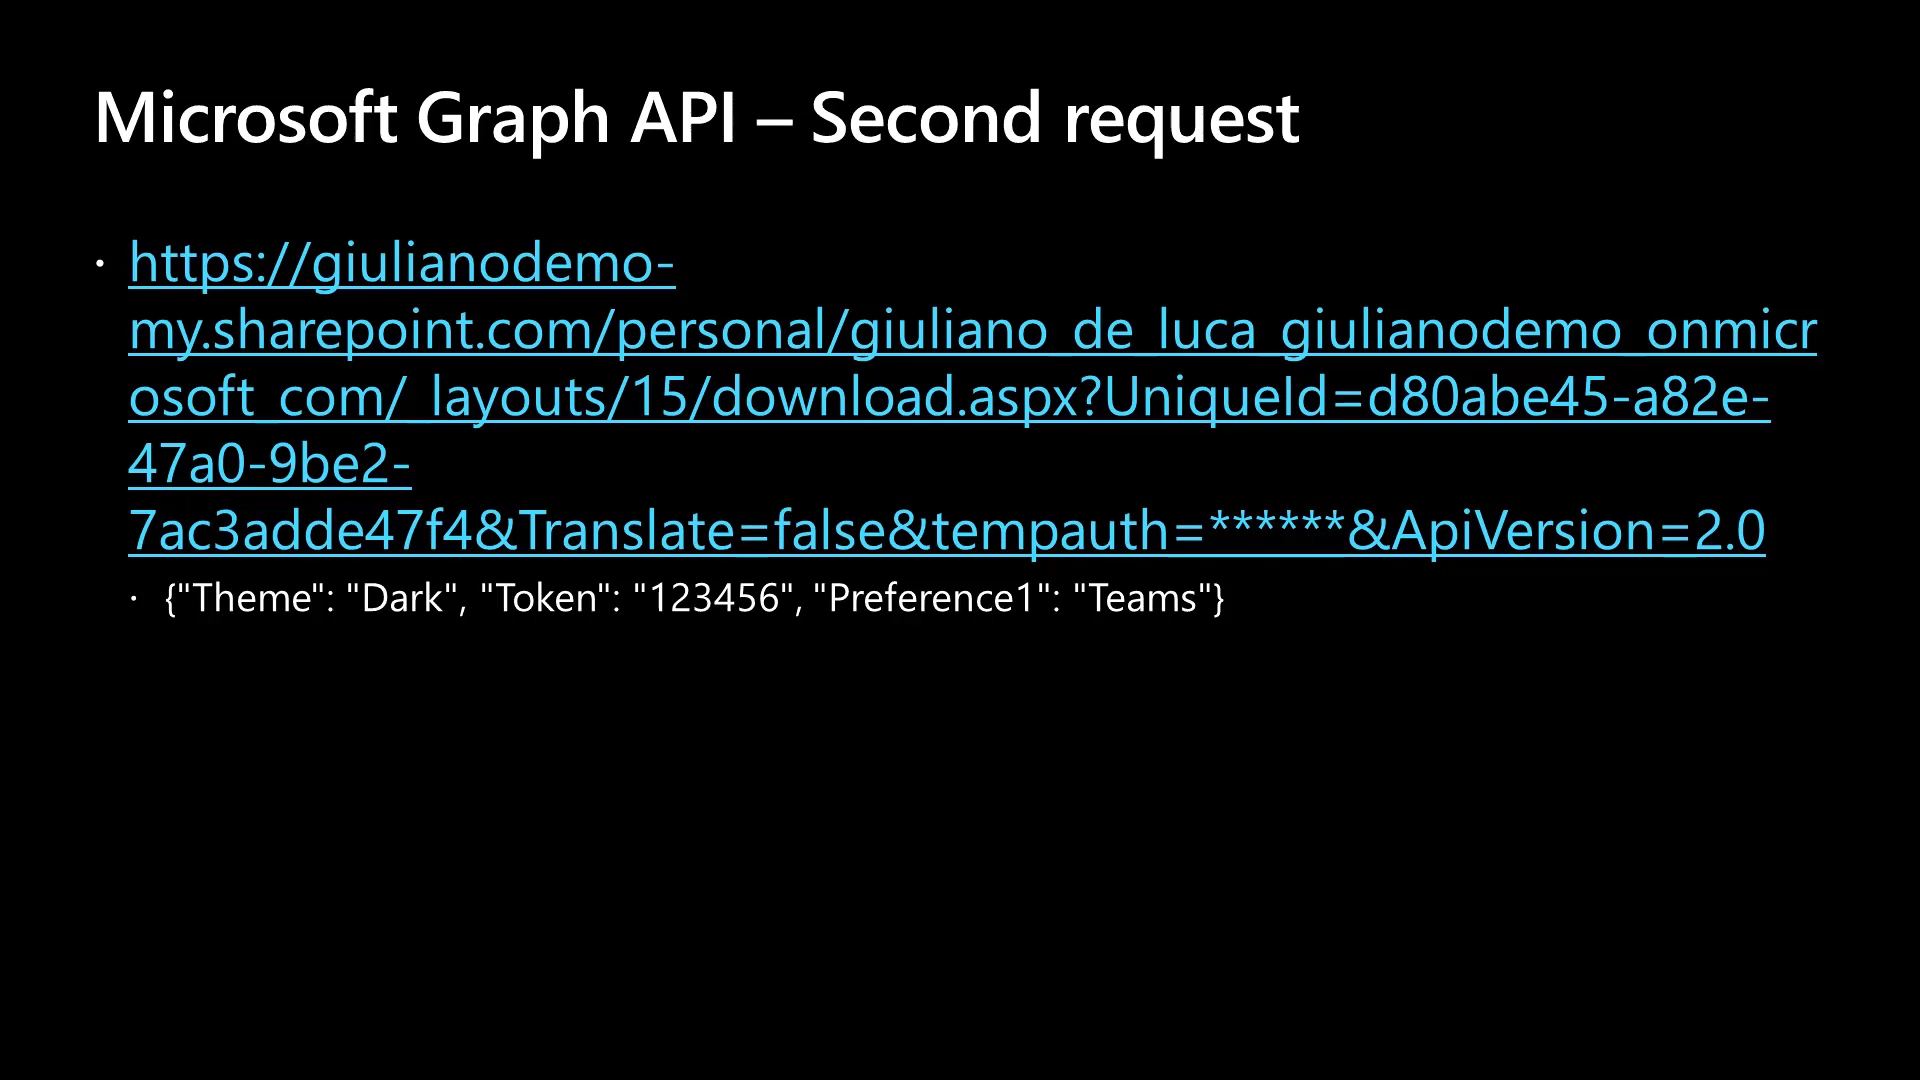 Microsoft Graph API – Second request
· https://giulianodemo-
my.sharepoint.com/personal/giuliano_de_luca_giulianodemo_onmicr
osoft_com/_layouts/15/download.aspx?UniqueId=d80abe45-a82e-
47a0-9be2-
7ac3adde47f4&Translate=false&tempauth=******&ApiVersion=2.0
· {"Theme": "Dark", "Token": "123456", "Preference1": "Teams"}